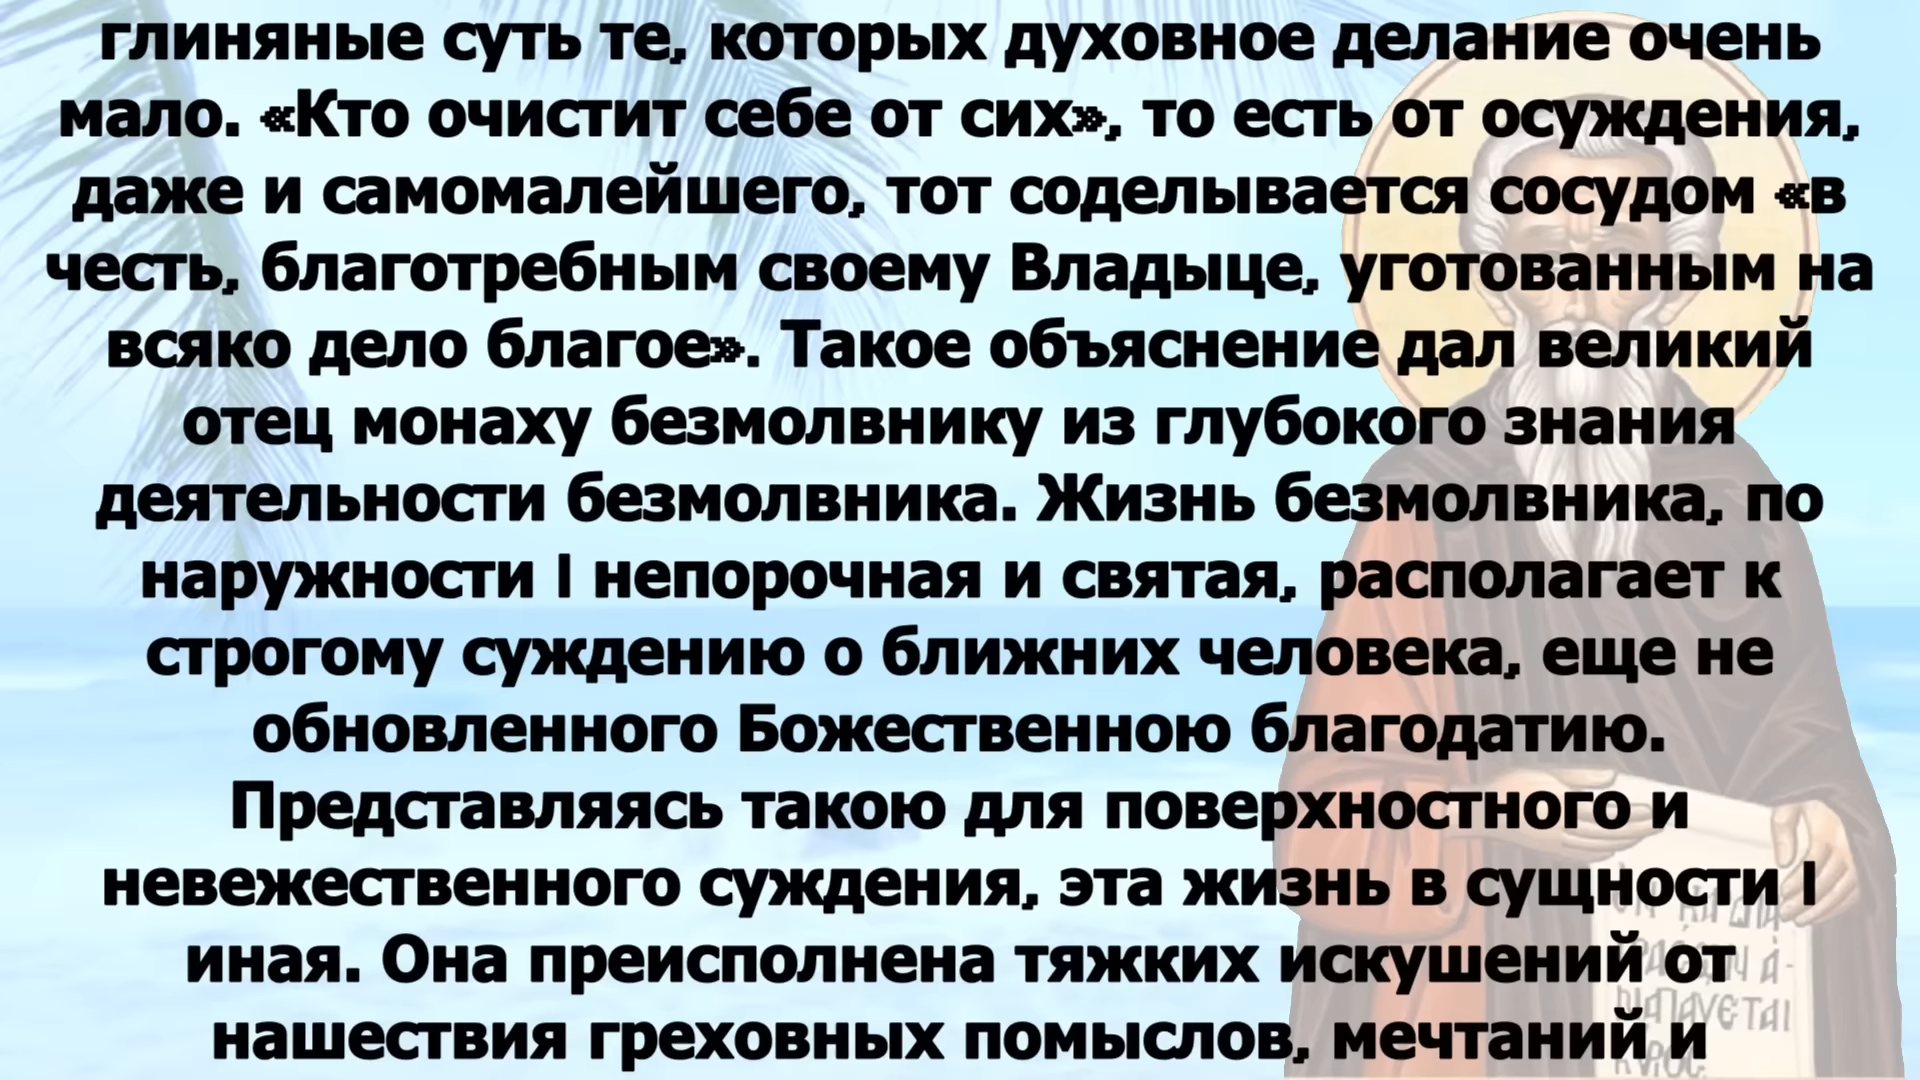 глиняные суть те, которых духовное делание очень
мало. «Кто очистит себе от сих», то есть от осуждения,
даже и самомалейшего, тот соделывается сосудом «в
честь, благотребным своему Владыце, уготованным на
всяко дело благое». Такое объяснение дал великий
отец монаху безмолвнику из глубокого знания
деятельности безмолвника. Жизнь безмолвника, по
наружности I непорочная и святая, располагает к
строгому суждению о ближних человека, еще не
обновленного Божественною благодатию.
Представляясь такою для поверхностного и
невежественного суждения, эта жизнь в сущности I
иная. Она преисполнена тяжких искушений от
нашествия греховных помыслов, мечтаний и